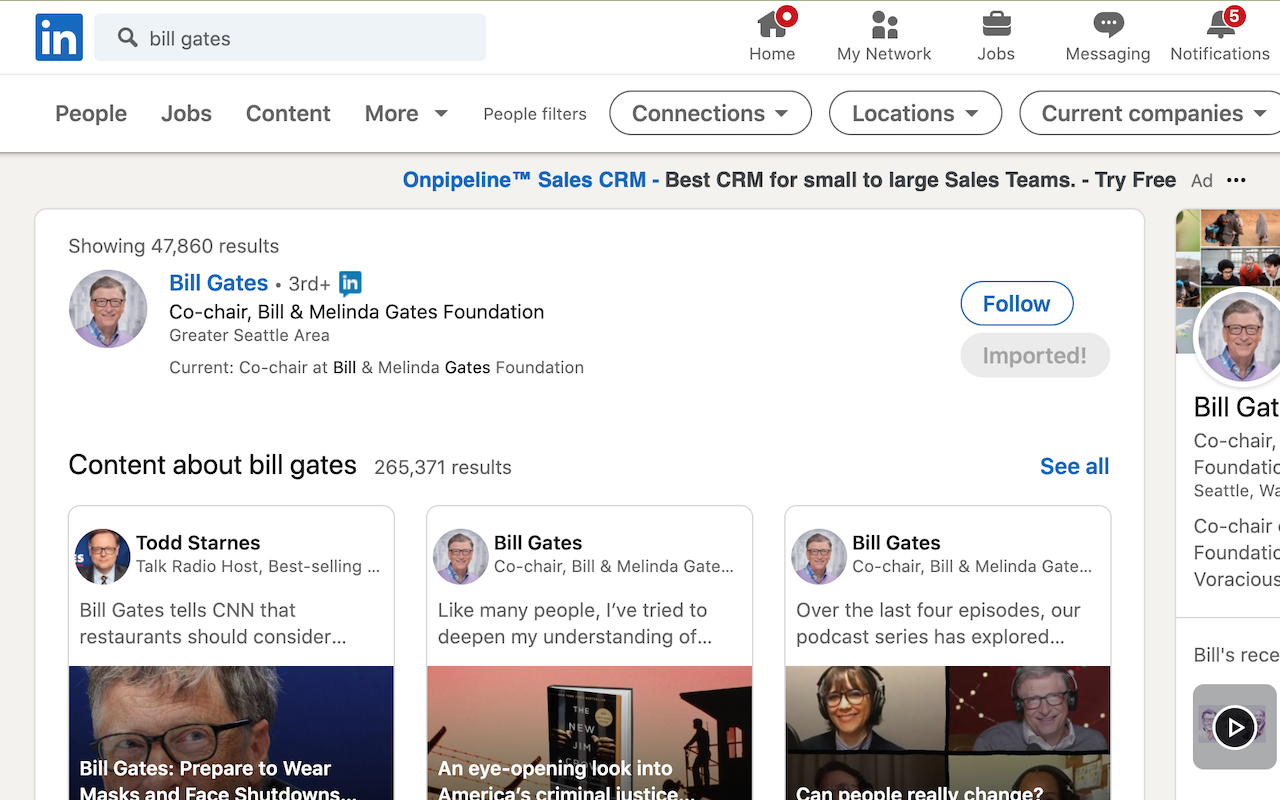 in
bill gates
5
Home
My Network
Jobs
Messaging
Notifications
People
Jobs
Content
More
People filters
Connections
Locations
Current companies
Onpipeline™ Sales CRM - Best CRM for small to large Sales Teams. - Try Free
Ad
Showing 47,860 results
Bill Gates • 3rd+ in
Co-chair, Bill & Melinda Gates Foundation
Greater Seattle Area
Current: Co-chair at Bill & Melinda Gates Foundation
Follow
Imported!
Content about bill gates 265,371 results
See all
Todd Starnes
Talk Radio Host, Best-selling ...
Bill Gates tells CNN that
restaurants should consider...
Bill Gates: Prepare to Wear
Masks and Face Shutdowns...
Bill Gates
Co-chair, Bill & Melinda Gate...
Like many people, I’ve tried to
deepen my understanding of...
THE
NEW
JIM
CROW
An eye-opening look into
America’s criminal justice...
Bill Gates
Co-chair, Bill & Melinda Gate...
Over the last four episodes, our
podcast series has explored...
Can people really change?
Bill Gat
Co-chair,
Foundatio
Seattle, Wa
Co-chair
Foundatio
Voracious
Bill's rece